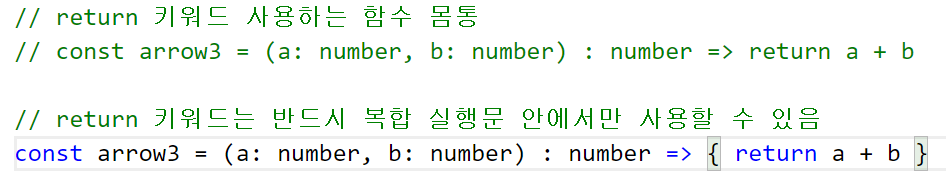 // return 키워드 사용하는 함수 몸통
// const arrow3 = (a: number, b: number) : number => return a + b
// return 키워드는 반드시 복합 실행문 안에서만 사용할 수 있음
const arrow3 = (a: number, b: number) : number => { return a + b }